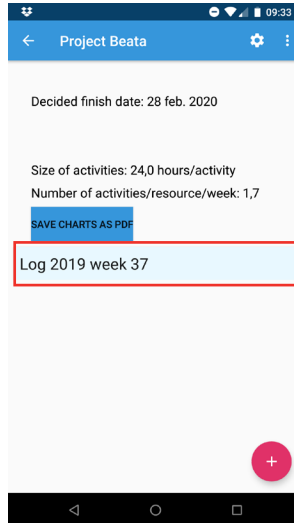 09:33
Project Beata
Decided finish date: 28 feb. 2020
Size of activities: 24,0 hours/activity
Number of activities/resource/week: 1,7
SAVE CHARTS AS PDF
Log 2019 week 37